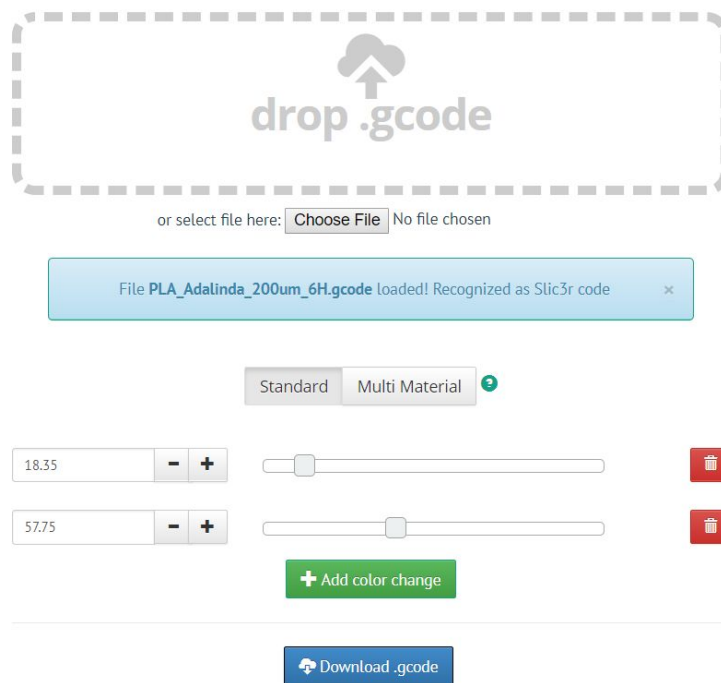 drop .gcode
or select file here: Choose File No file chosen
File PLA_Adalinda_200um_6H.gcode loaded! Recognized as Slic3r code ×
Standard Multi Material ?
18.35 - +
57.75 - +
+ Add color change
Download .gcode